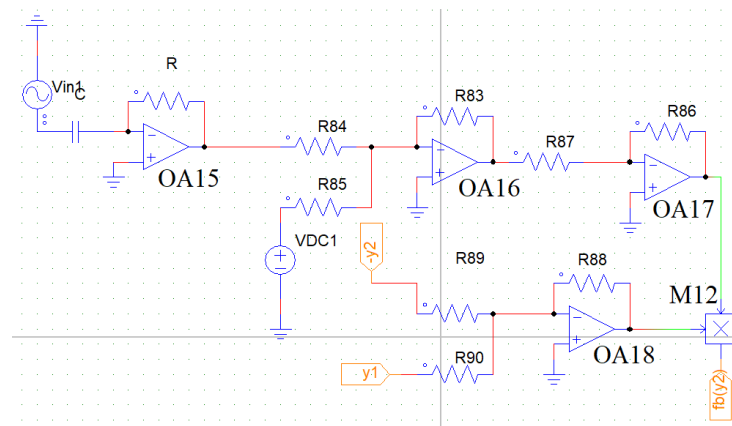 R
Vin1
C
OA15
R84
R83
R85
OA16
R87
R86
OA17
VDC1
-y2
R89
R88
M12
OA18
y1
R90
fb(y2)